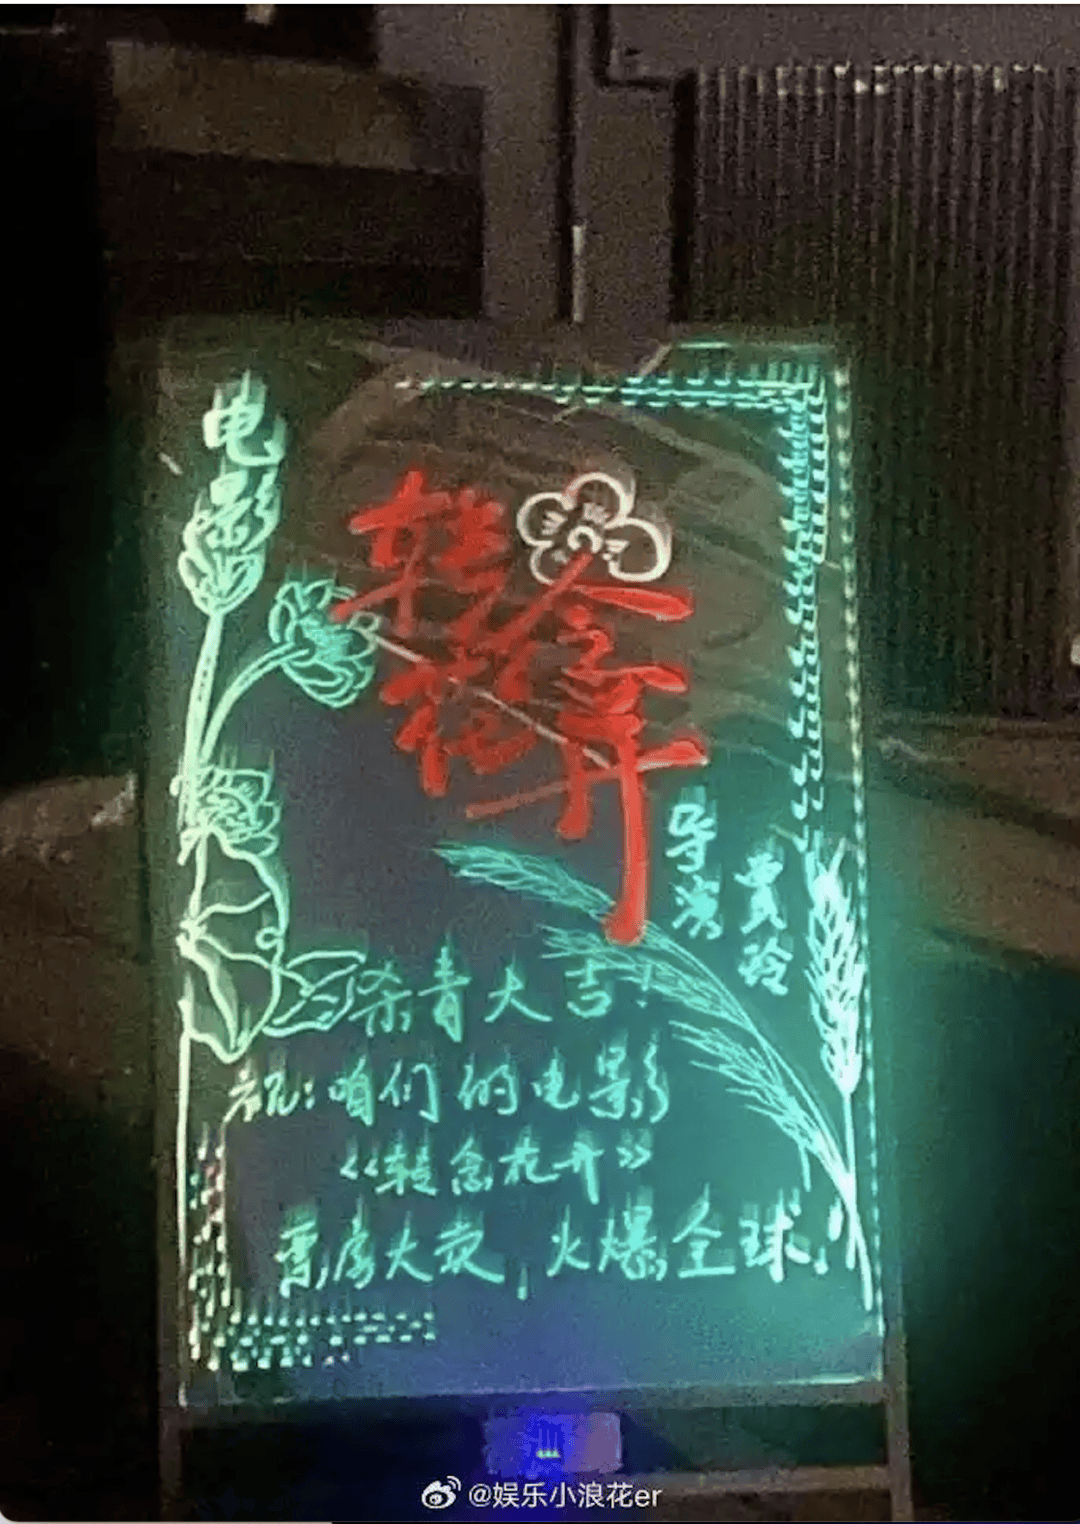 电影
转念
花开
导演
贾玲
杀青大吉!
祝:咱们的电影
《转念花开》
票房大卖,火爆全球!
@娱乐小浪花er